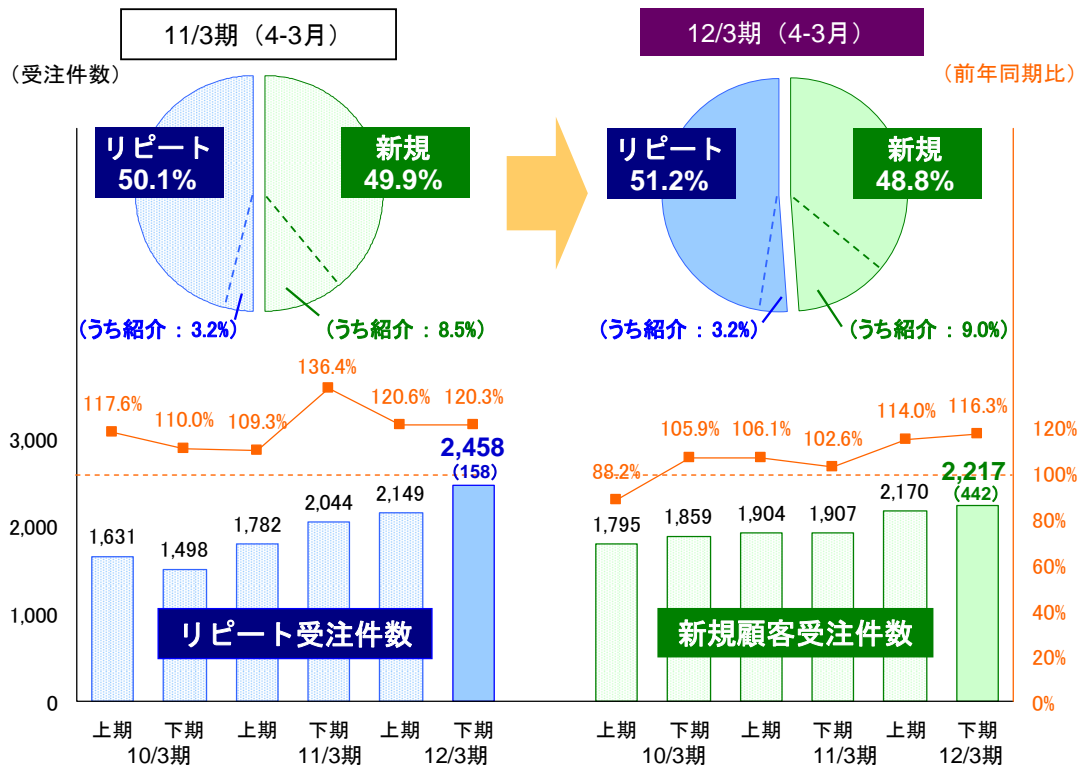 11/3期（4-3月）
12/3期（4-3月）
（受注件数）
（前年同期比）
リピート
50.1%
新規
49.9%
リピート
51.2%
新規
48.8%
（うち紹介 : 3.2%）
（うち紹介 : 8.5%）
（うち紹介 : 3.2%）
（うち紹介 : 9.0%）
117.6%
110.0%
109.3%
136.4%
120.6%
120.3%
88.2%
105.9%
106.1%
102.6%
114.0%
116.3%
3,000
2,000
1,000
0
1,631
1,498
1,782
2,044
2,149
2,458
(158)
1,795
1,859
1,904
1,907
2,170
2,217
(442)
120%
100%
80%
60%
40%
20%
0%
リピート受注件数
新規顧客受注件数
上期 下期 上期 下期 上期 下期
10/3期 11/3期 12/3期
上期 下期 上期 下期 上期 下期
10/3期 11/3期 12/3期